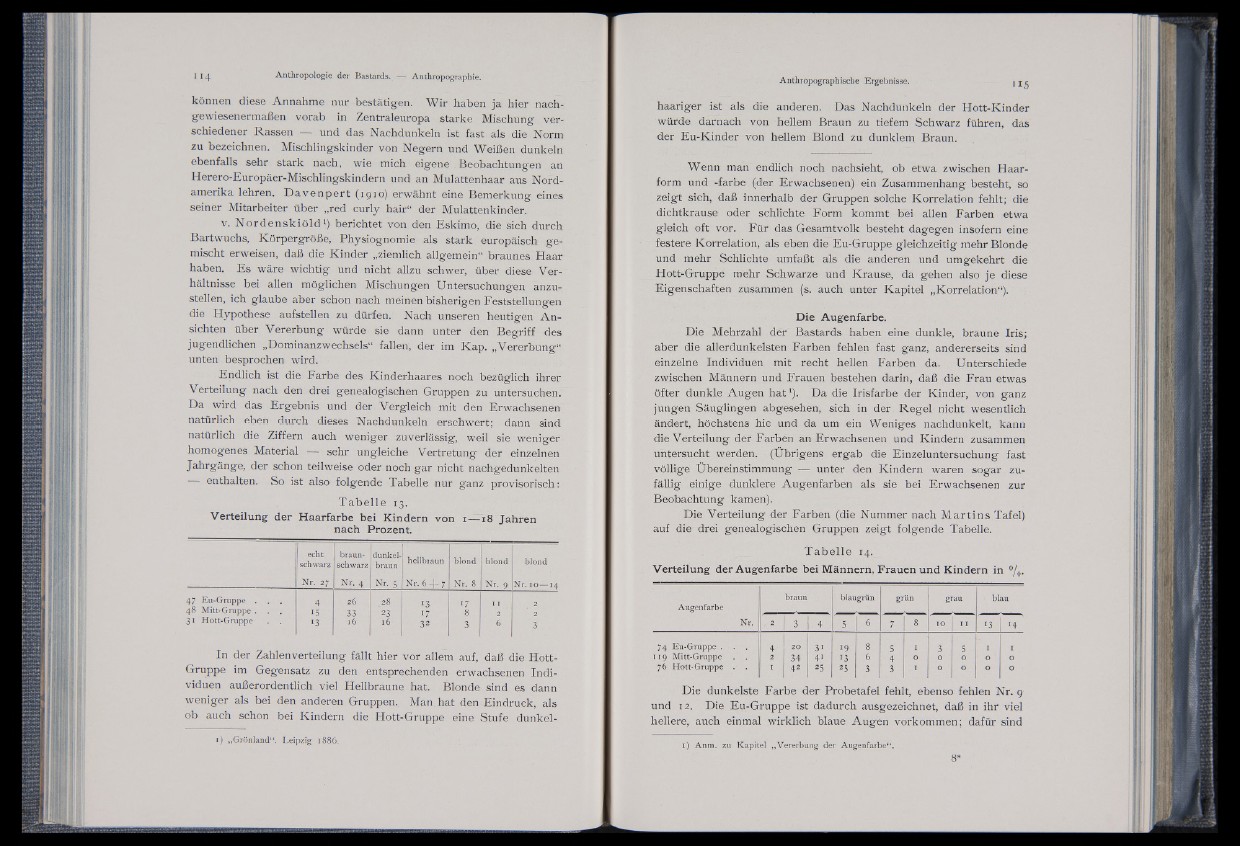 114 Anthropologie der Bastards. — Anthropographie.
können diese Annahme nur bestätigen. Wir haben ja hier nach-
gewiesenermaßen vorab in Zentraleuropa starke Mischung ver-
schiedener Rassen — und das Nachdunkeln ist fast als die Norm
zu bezeichnen. Mischlingskinder von Negern und Weißen dunkeln
ebenfalls sehr stark nach, wie mich eigene Beobachtungen an
Herero-Europäer-Mischlingskindern und an Mulattenhaar aus Nord-
amerika lehren. Davenpert (1910) erwähnt eine Bemerkung eines
seiner Mitarbeiter über „red curly hair“ der Mulattenkinder.
v. Nordenskiöld¹) berichtet von den Eskimo, die sich durch
Bartwuchs, Körpergröße, Physiognomie als stark europäisch ge-
mischt erweisen, daß die Kinder „ziemlich allgemein“ braunes Haar
haben. Es wäre wichtig und nicht allzu schwer, über diese Ver-
hältnisse bei allen möglichen Mischungen Untersuchungen anzu-
stellen, ich glaube aber schon nach meinen bisherigen Feststellungen
die Hypothese aufstellen zu dürfen. Nach unseren heutigen An-
sichten über Vererbung würde sie dann unter den Begriff des
jugendlichen „Dominanzwechsels“ fallen, der im Kap. „Vererbung“
unten besprochen wird.
Endlich ist die Farbe des Kinderhaares noch bezüglich ihrer
Verteilung nach den drei genealogischen Gruppen zu untersuchen.
Da wird das Ergebnis und der Vergleich mit den Erwachsenen
natürlich eben durch dieses Nachdunkeln erschwert; dann sind
natürlich die Ziffern auch weniger zuverlässig, weil sie weniger
homogenes Material — sehr ungleiche Vertretung der einzelnen
Jahrgänge, der schon teilweise oder noch gar nicht nachgedunkelten
— enthalten. So ist also folgende Tabelle nur ganz provisorisch:
Tabelle 13.
Verteilung der Haarfarbe bei Kindern von 1—18 Jahren
nach Prozent.
echt braun- dunkel- hellbraun blond blond blond
schwarz schwarz braun
Nr. 27 Nr. 4 Nr. 5 Nr. 6+7 Nr. 8 Nr. 9 Nr. 10—14
47 Eu-Gruppe . . . 4 26 28 13 17 11 2
48 Mitt-Gruppe . . . 15 33 23 17 8 2 2
31 Hott-Gruppe . . 13 16 16 32 3 6 3
In der Zahlenverteilung fällt hier vor allem auf, daß die Hott-
Gruppe im Gegensatz zu den entsprechenden erwachsenen Indi-
viduen außerordentlich viel Hellbraune hat. Blonde sind es dann
weniger als bei den anderen Gruppen. Man hat den Eindruck, als
ob auch schon bei Kindern die Hott-Gruppe eine Stufe dunkel-
1) „Grönland“. Leipzig 1886.
Anthropographische Ergebnisse. 115
haariger ist als die anderen. Das Nachdunkeln der Hott-Kinder
würde darnach von hellem Braun zu tiefem Schwarz führen, das
der Eu-Kinder von hellem Blond zu dunklem Braun.
Wenn man endlich noch nachsieht, ob etwa zwischen Haar-
form und -farbe (der Erwachsenen) ein Zusammenhang besteht, so
zeigt sich, daß innerhalb der Gruppen solche Korrelation fehlt; die
dichtkrause oder schlichte Form kommt bei allen Farben etwa
gleich oft vor. Für das Gesamtvolk besteht dagegen insofern eine
festere Korrelation, als eben die Eu-Gruppe gleichzeitig mehr Blonde
und mehr Schlichte umfaßt als die anderen und umgekehrt die
Hott-Gruppe mehr Schwarze und Krause, da gehen also je diese
Eigenschaften zusammen (s. auch unter Kapitel „Korrelation“).
Die Augenfarbe.
Die Mehrzahl der Bastards haben eine dunkle, braune Iris;
aber die allerdunkelsten Farben fehlen fast ganz, andererseits sind
einzelne Individuen mit recht hellen Farben da. Unterschiede
zwischen Männern und Frauen bestehen darin, daß die Frau etwas
öfter dunkle Augen hat¹). Da die Irisfarbe der Kinder, von ganz
jungen Säuglingen abgesehen, sich in der Regel nicht wesentlich
ändert, höchstens hie und da um ein Weniges nachdunkelt, kann
die Verteilung der Farben an Erwachsenen und Kindern zusammen
untersucht werden. (Übrigens ergab die Einzeluntersuchung fast
völlige Übereinstimmung — unter den Kindern waren sogar zu-
fällig einige dunklere Augenfarben als sie bei Erwachsenen zur
Beobachtung kamen).
Die Verteilung der Farben (die Nummer nach Martins Tafel)
auf die drei genealogischen Gruppen zeigt folgende Tabelle.
Tabelle 14.
Verteilung der Augenfarbe bei Männern, Frauen und Kindern in %.
Augenfarbe braun blaugrün grün grau blau
Nr. 2 3 4 5 6 7 8 10 11 13 14
74 Eu-Gruppe . . . 4 20 31 19 8 5 1 3 5 1 1
119 Mitt-Gruppe . . 2 34 41 13 6 4 0 0 0 0 0
76 Hott-Gruppe . . 1 42 25 25 3 3 1 0 0 0 0
Die dunkelste Farbe der Probetafel fehlt, ebenso fehlen Nr. 9
und 12. Die Eu-Gruppe ist dadurch ausgezeichnet, daß in ihr viel
hellere, auch einmal wirklich blaue Augen vorkommen; dafür sind
1) Anm. zu Kapitel „Vererbung der Augenfarbe“.
8*